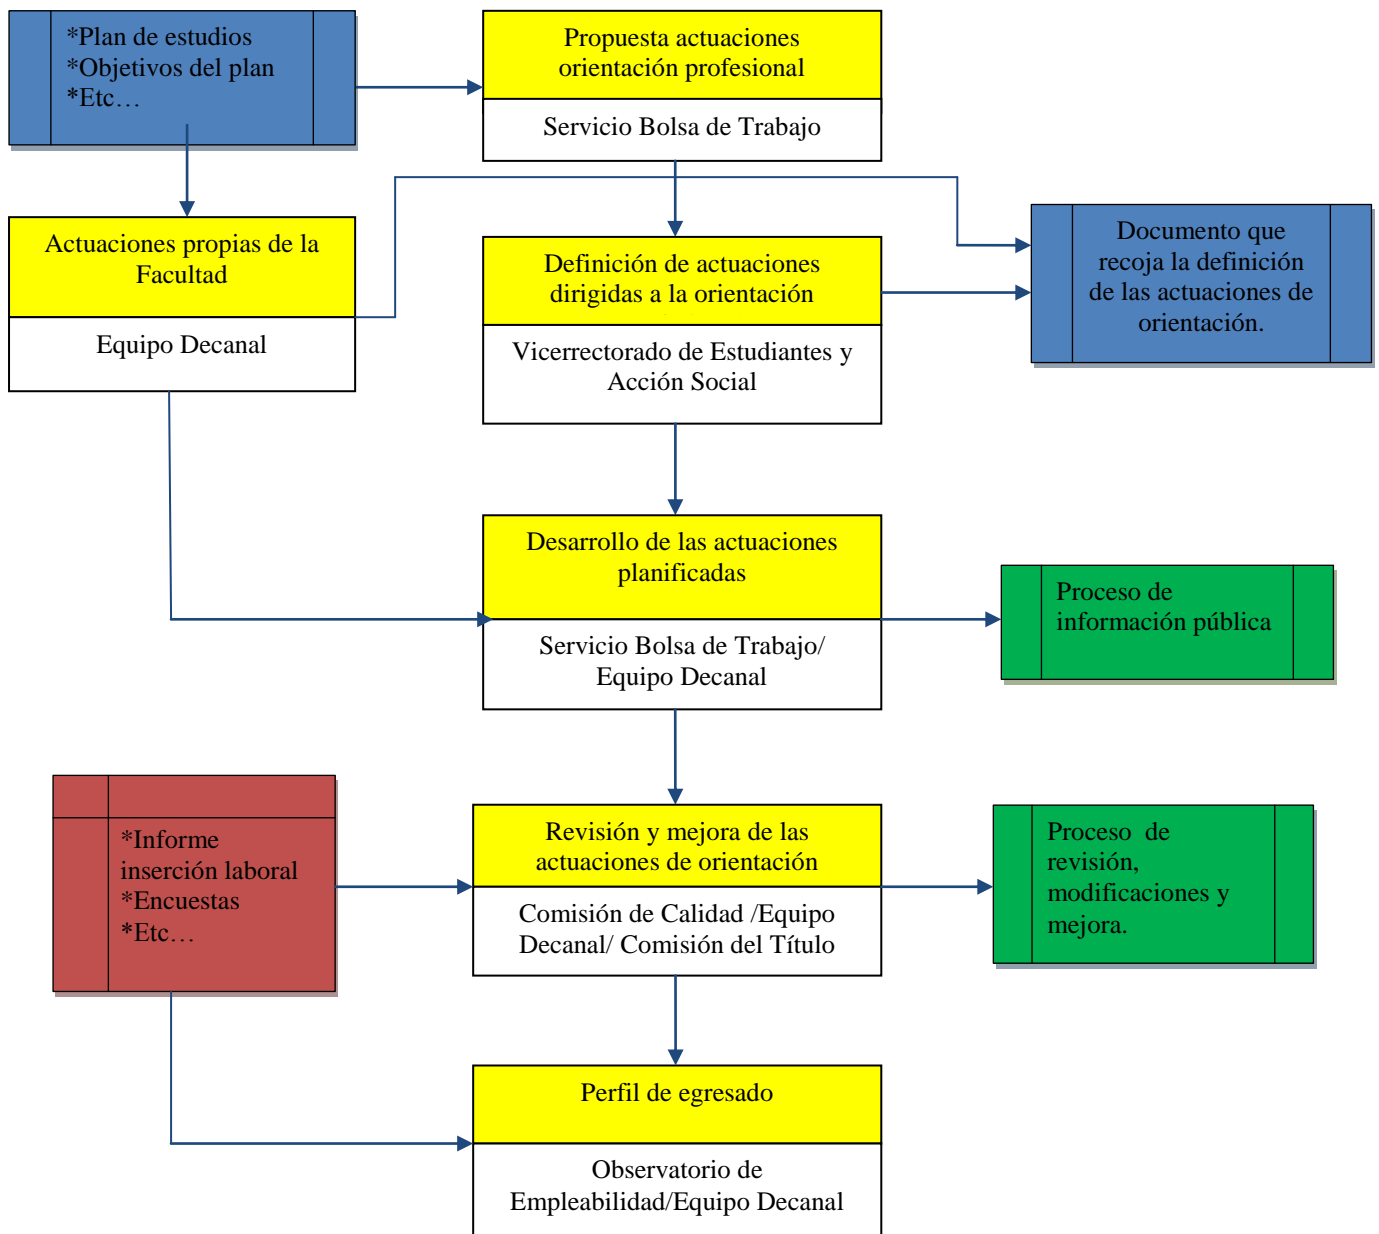 *Plan de estudios
*Objetivos del plan
*Etc…
Propuesta actuaciones
orientación profesional
Servicio Bolsa de Trabajo
Actuaciones propias de la
Facultad
Equipo Decanal
Definición de actuaciones
dirigidas a la orientación
Vicerrectorado de Estudiantes y
Acción Social
Documento que
recoja la definición
de las actuaciones de
orientación.
Desarrollo de las actuaciones
planificadas
Servicio Bolsa de Trabajo/
Equipo Decanal
Proceso de
información pública
*Informe
inserción laboral
*Encuestas
*Etc…
Revisión y mejora de las
actuaciones de orientación
Comisión de Calidad /Equipo
Decanal/ Comisión del Título
Proceso  de
revisión,
modificaciones y
mejora.
Perfil de egresado
Observatorio de
Empleabilidad/Equipo Decanal